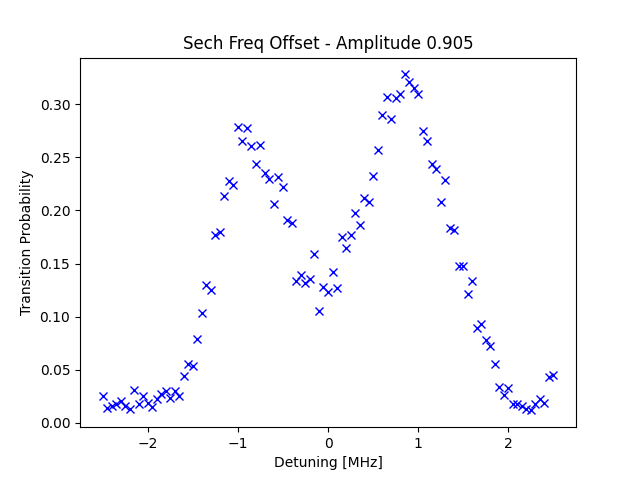 Sech Freq Offset - Amplitude 0.905
Transition Probability
0.30
0.25
0.20
0.15
0.10
0.05
0.00
−2 −1 0 1 2
Detuning [MHz]